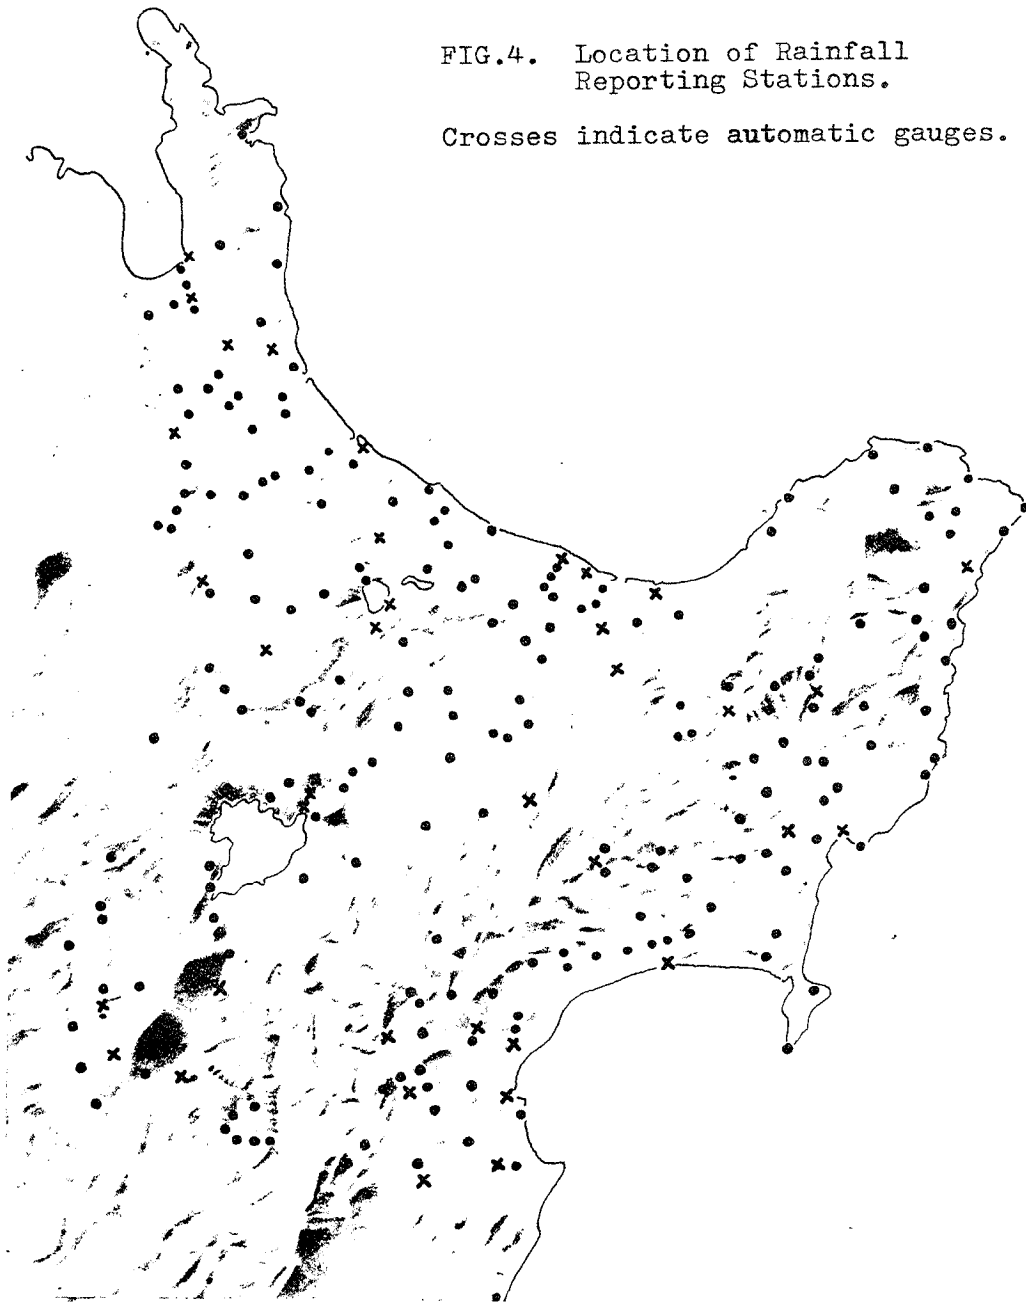 FIG.4. Location of Rainfall
Reporting Stations.
Crosses indicate automatic gauges.